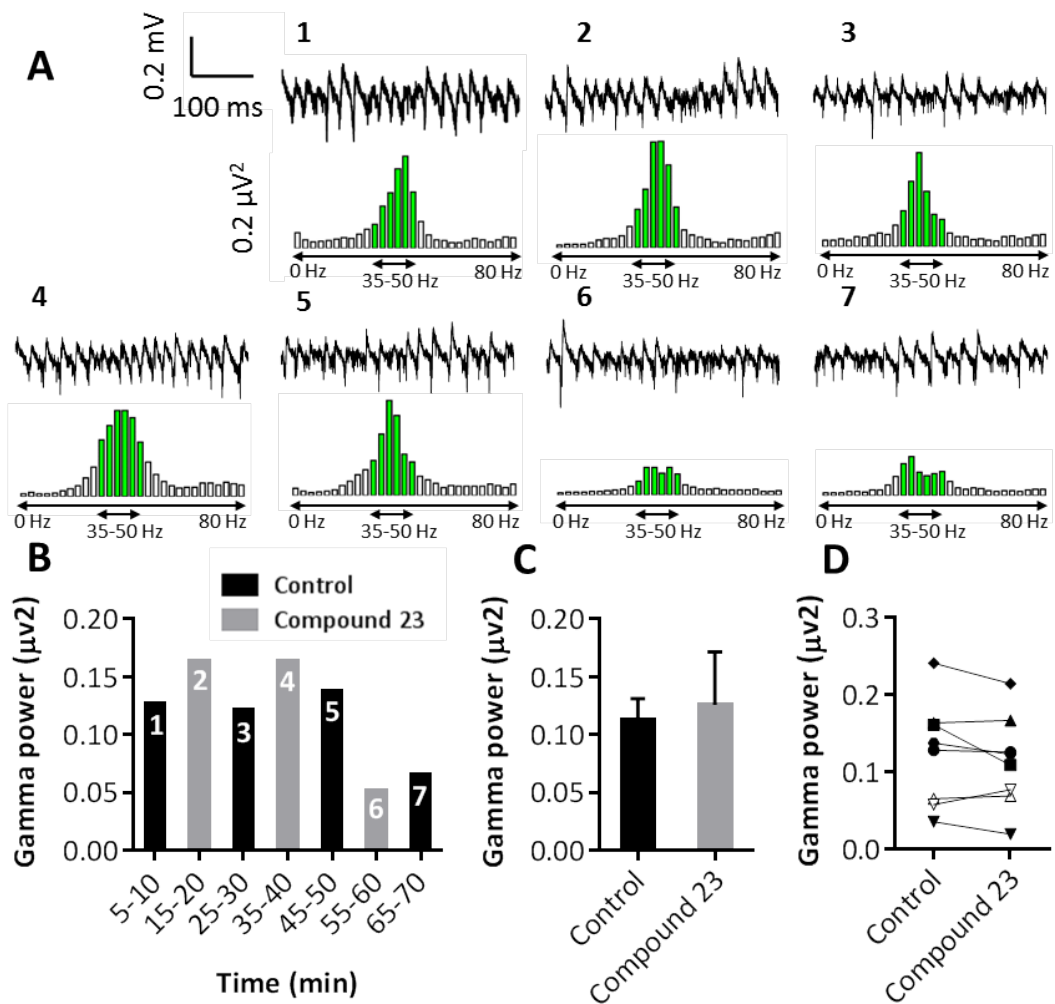 A
0.2 mV
100 ms
1
2
3
0.2 µV²
0 Hz
80 Hz
35-50 Hz
0 Hz
80 Hz
35-50 Hz
0 Hz
80 Hz
35-50 Hz
4
5
6
7
0 Hz
80 Hz
35-50 Hz
0 Hz
80 Hz
35-50 Hz
0 Hz
80 Hz
35-50 Hz
0 Hz
80 Hz
35-50 Hz
B
Control
Compound 23
Gamma power (µv2)
0.20
0.15
0.10
0.05
0.00
1
2
3
4
5
6
7
5-10
15-20
25-30
35-40
45-50
55-60
65-70
Time (min)
C
Gamma power (µv2)
0.20
0.15
0.10
0.05
0.00
Control
Compound 23
D
Gamma power (µv2)
0.3
0.2
0.1
0.0
Control
Compound 23